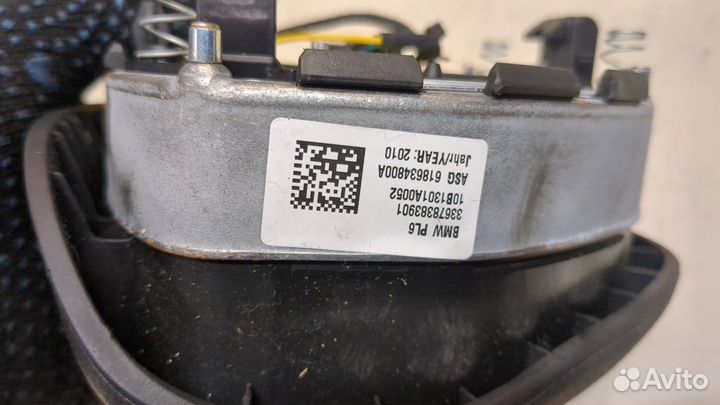 BMW PL6
33678383901
10B1301A0052
ASG 618634800A
Jahr/YEAR: 2010
Avito